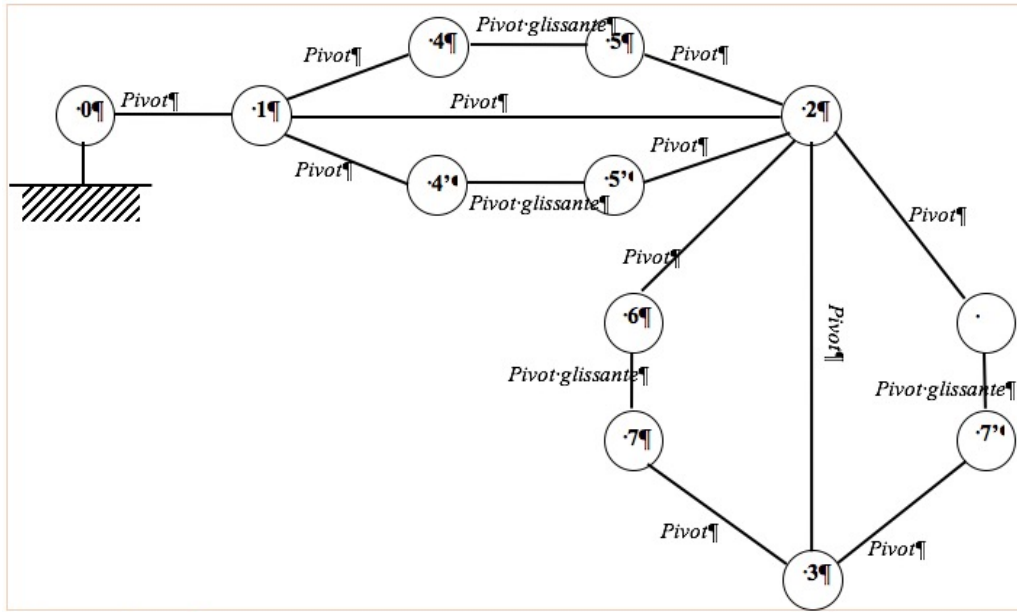 Pivot·glissante¶
·4¶
·5¶
Pivot¶
Pivot¶
·0¶
Pivot¶
·1¶
Pivot¶
·2¶
Pivot¶
Pivot¶
·4’
·5’
Pivot·glissante¶
Pivot¶
Pivot¶
·6¶
Pivot¶
·
Pivot·glissante¶
Pivot·glissante¶
·7¶
·7’
Pivot¶
Pivot¶
·3¶